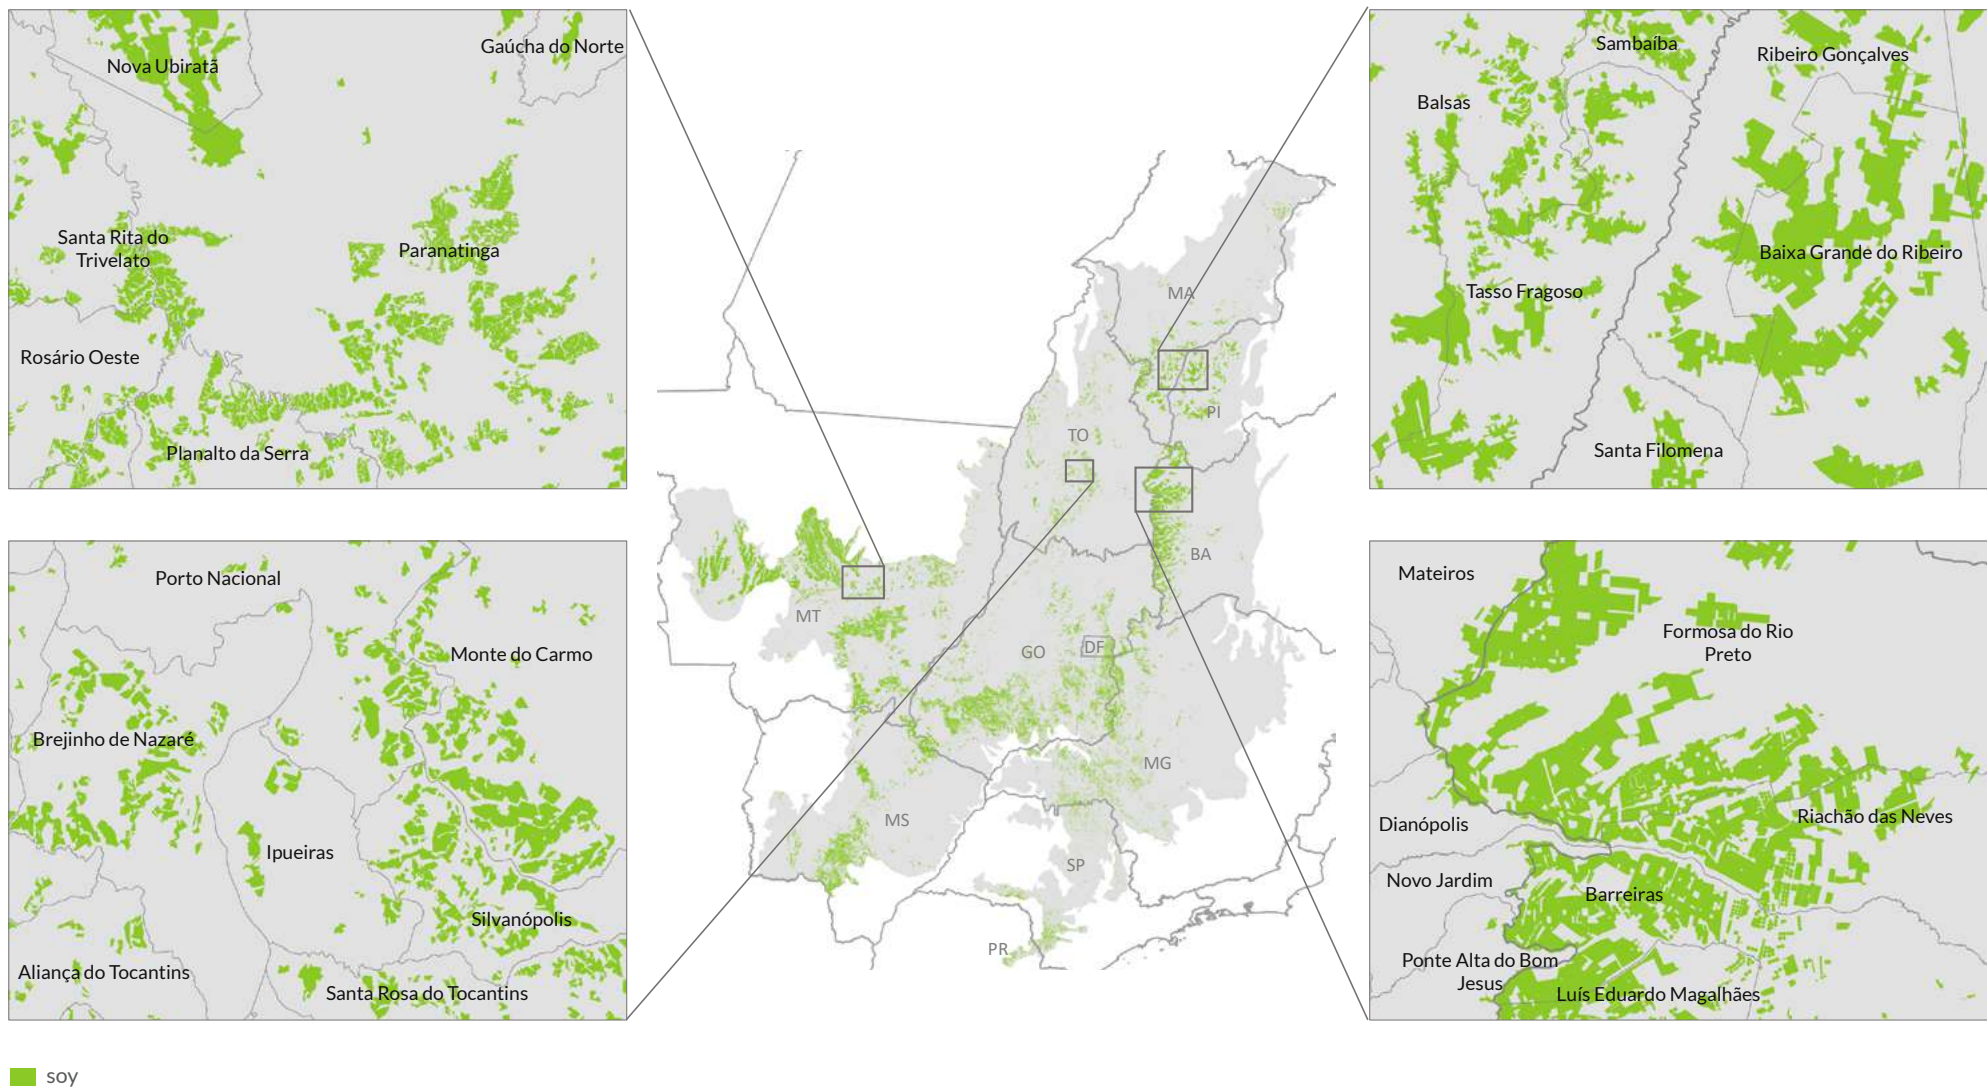 Nova Ubiratã
Gaúcha do Norte
Santa Rita do
Trivelato
Paranatinga
Rosário Oeste
Planalto da Serra
Porto Nacional
Monte do Carmo
Brejinho de Nazaré
Ipueiras
Silvanópolis
Aliança do Tocantins
Santa Rosa do Tocantins
MA
PI
TO
BA
MT
GO
DF
MG
MS
SP
PR
Sambaíba
Ribeiro Gonçalves
Balsas
Baixa Grande do Ribeiro
Tasso Fragoso
Santa Filomena
Mateiros
Formosa do Rio
Preto
Dianópolis
Riachão das Neves
Novo Jardim
Barreiras
Ponte Alta do Bom
Jesus
Luís Eduardo Magalhães
soy